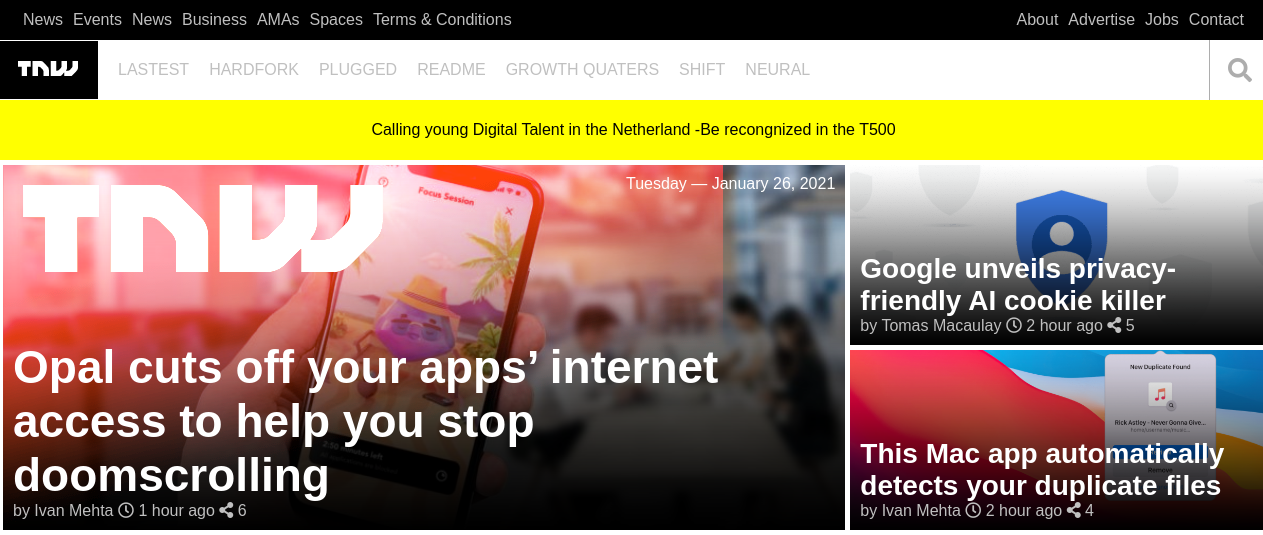 News Events News Business AMAs Spaces Terms & Conditions About Advertise Jobs Contact
TNW LASTEST HARDFORK PLUGGED README GROWTH QUATERS SHIFT NEURAL
Calling young Digital Talent in the Netherland -Be recongnized in the T500
TNW
Tuesday — January 26, 2021
Focus Session
left
Opal cuts off your apps’ internet
access to help you stop
doomscrolling
by Ivan Mehta 1 hour ago 6
Google unveils privacy-
friendly AI cookie killer
by Tomas Macaulay 2 hour ago 5
New Duplicate Found
Rick Astley - Never Gonna Give...
Remove
This Mac app automatically
detects your duplicate files
by Ivan Mehta 2 hour ago 4